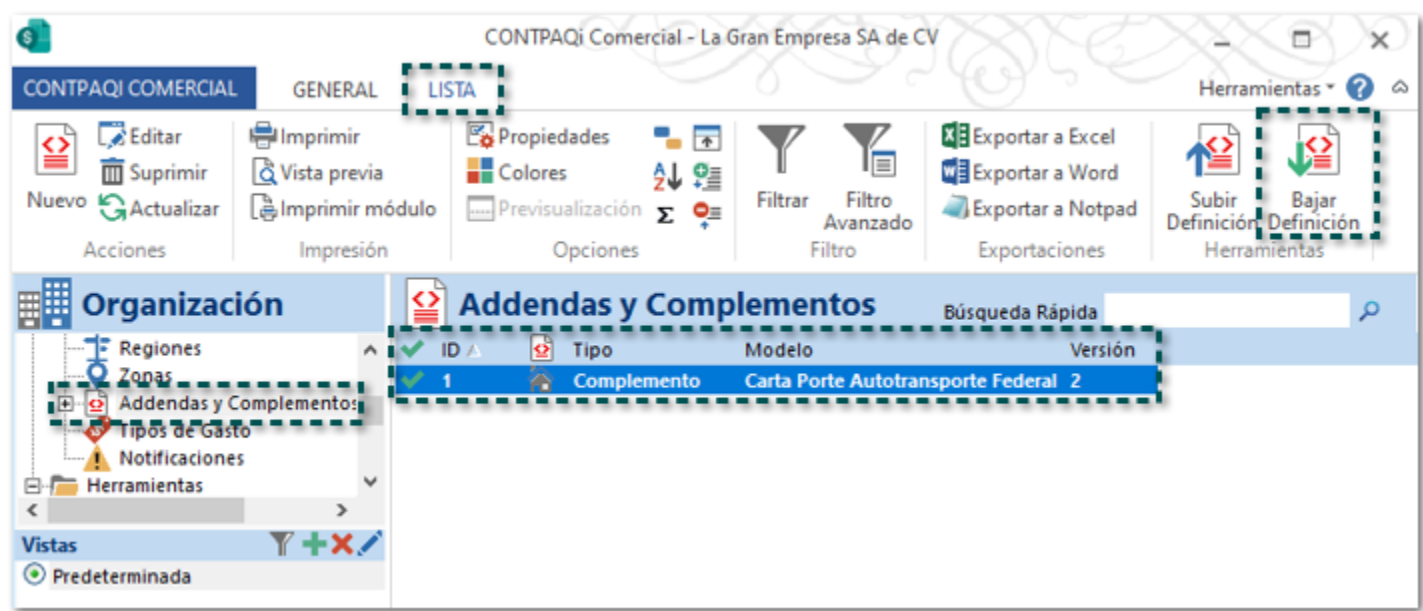 CONTPAQi Comercial - La Gran Empresa SA de CV
CONTPAQI COMERCIAL GENERAL LISTA Herramientas
Editar Imprimir Propiedades Exportar a Excel
Suprimir Vista previa Colores Exportar a Word
Nuevo Actualizar Imprimir módulo Previsualización Filtrar Filtro Avanzado Exportar a Notpad Subir Definición Bajar Definición
Acciones Impresión Opciones Filtro Exportaciones Herramientas
Organización Addendas y Complementos Búsqueda Rápida
Regiones ID Tipo Modelo Versión
Zonas 1 Complemento Carta Porte Autotransporte Federal 2
Addendas y Complementos
Tipos de Gasto
Notificaciones
Herramientas
Vistas
Predeterminada